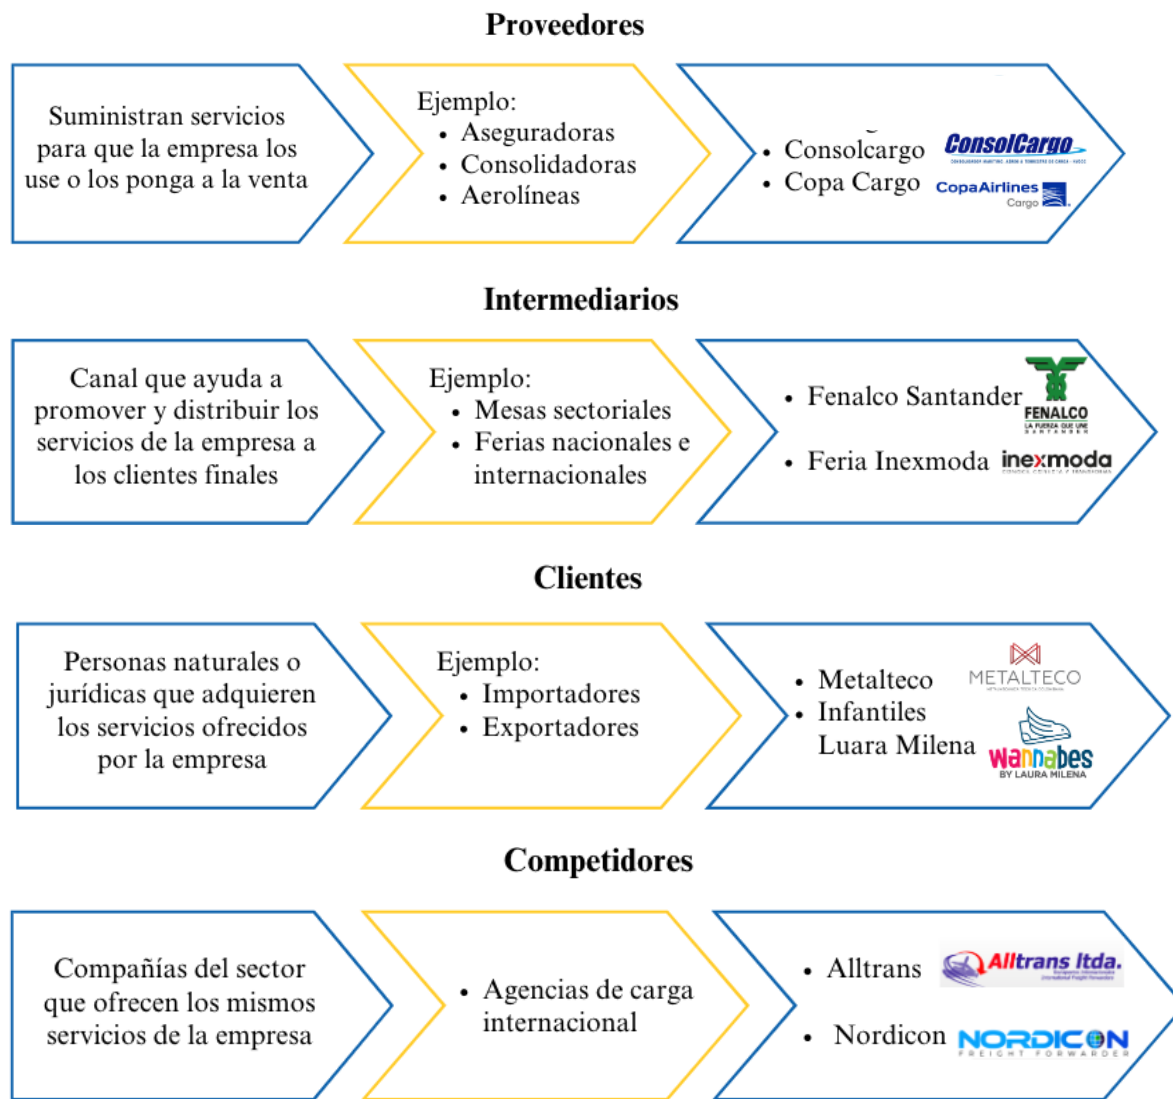 Proveedores
Suministran servicios
para que la empresa los
use o los ponga a la venta
Ejemplo:
• Aseguradoras
• Consolidadoras
• Aerolíneas
• Consolcargo
• Copa Cargo
ConsolCargo
CopaAirlines
Cargo
Intermediarios
Canal que ayuda a
promover y distribuir los
servicios de la empresa a
los clientes finales
Ejemplo:
• Mesas sectoriales
• Ferias nacionales e
internacionales
• Fenalco Santander
FENALCO
LA FUERZA QUE UNE
SANTANDER
• Feria Inexmoda
inexmoda
Clientes
Personas naturales o
jurídicas que adquieren
los servicios ofrecidos
por la empresa
Ejemplo:
• Importadores
• Exportadores
• Metalteco
• Infantiles
Luara Milena
METALTECO
wannabes
BY LAURA MILENA
Competidores
Compañías del sector
que ofrecen los mismos
servicios de la empresa
• Agencias de carga
internacional
• Alltrans
Alltrans ltda.
International Freight Forwarders
• Nordicon
NORDICON
FREIGHT FORWARDER